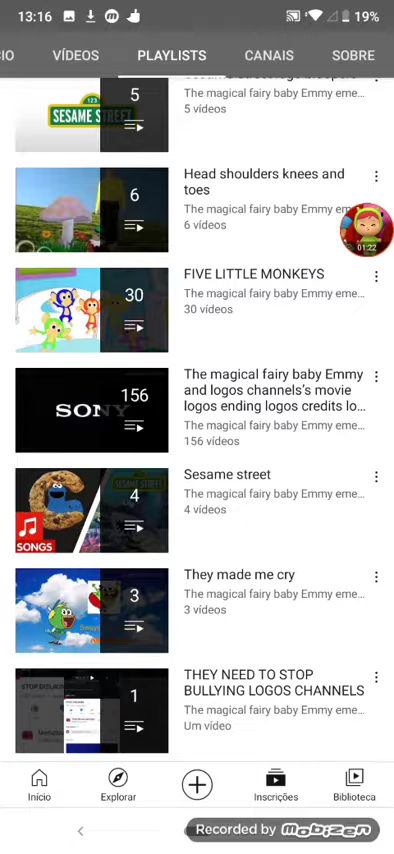 13:16
19%
IO VÍDEOS PLAYLISTS CANAIS SOBRE
123
SESAME STREET
5
The magical fairy baby Emmy eme...
5 vídeos
6
Head shoulders knees and
toes
The magical fairy baby Emmy eme...
6 vídeos
01:22
30
FIVE LITTLE MONKEYS
The magical fairy baby Emmy eme...
30 vídeos
SONY
156
The magical fairy baby Emmy
and logos channels's movie
logos ending logos credits lo...
The magical fairy baby Emmy eme...
156 vídeos
SONGS
4
Sesame street
The magical fairy baby Emmy eme...
4 vídeos
3
They made me cry
The magical fairy baby Emmy eme...
3 vídeos
1
THEY NEED TO STOP
BULLYING LOGOS CHANNELS
The magical fairy baby Emmy eme...
Um vídeo
Início Explorar Inscrições Biblioteca
Recorded by mobizen